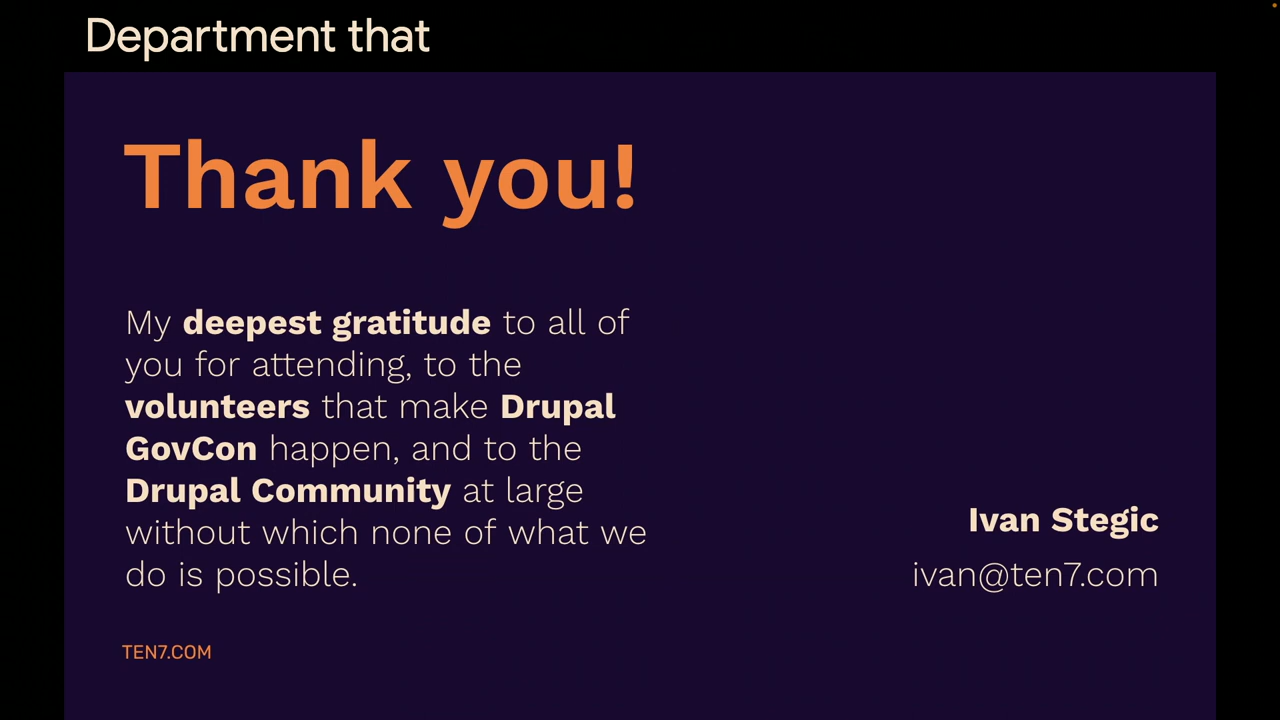 Department that
Thank you!
My deepest gratitude to all of
you for attending, to the
volunteers that make Drupal
GovCon happen, and to the
Drupal Community at large
without which none of what we
do is possible.
Ivan Stegic
ivan@ten7.com
TEN7.COM